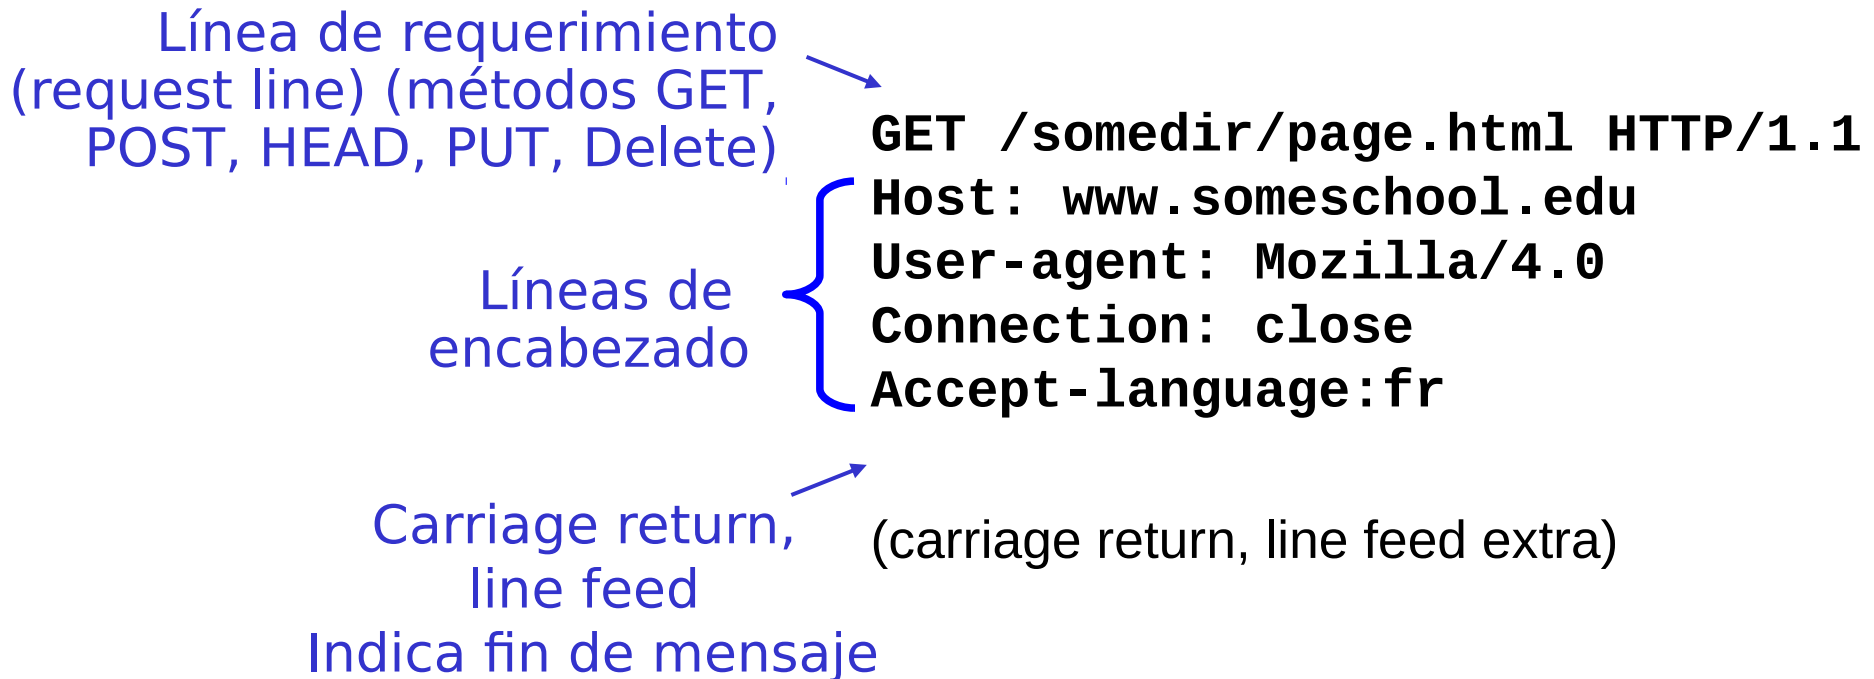 Línea de requerimiento
(request line) (métodos GET,
POST, HEAD, PUT, Delete)
GET /somedir/page.html HTTP/1.1
Host: www.someschool.edu
User-agent: Mozilla/4.0
Connection: close
Accept-language:fr
Líneas de
encabezado
Carriage return,
line feed
Indica fin de mensaje
(carriage return, line feed extra)